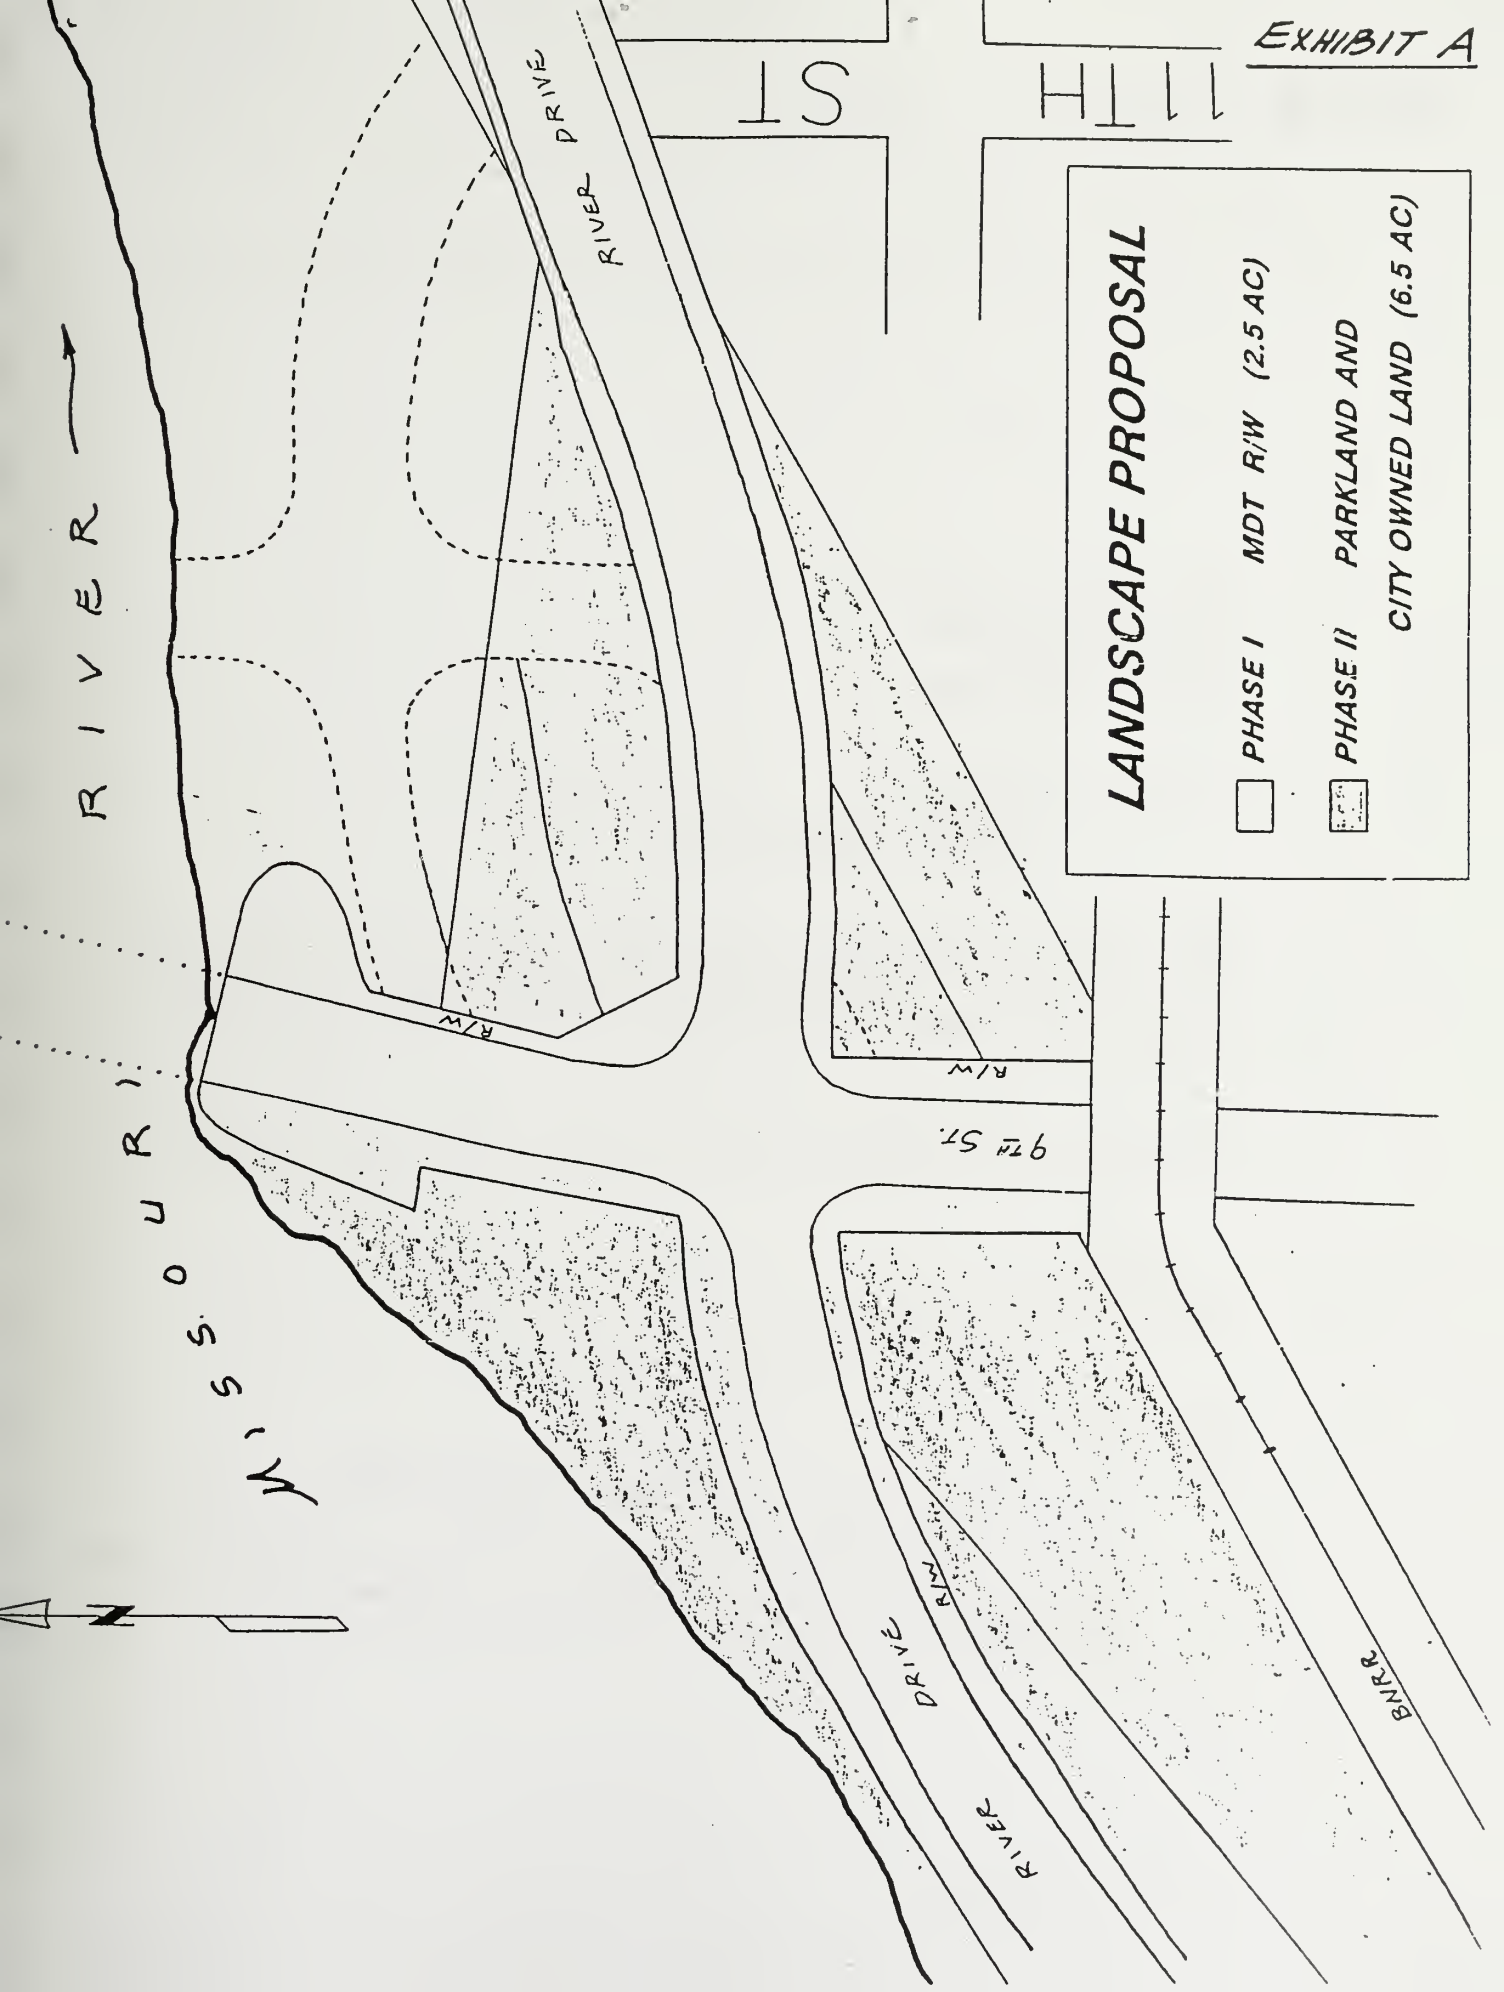 EXHIBIT A
11TH ST
RIVER DRIVE
MISSOURI RIVER
N
R/W
R/W
9TH ST.
R/W
RIVER DRIVE
BNRR
LANDSCAPE PROPOSAL
PHASE I MDT R/W (2.5 AC)
PHASE II PARKLAND AND
CITY OWNED LAND (6.5 AC)